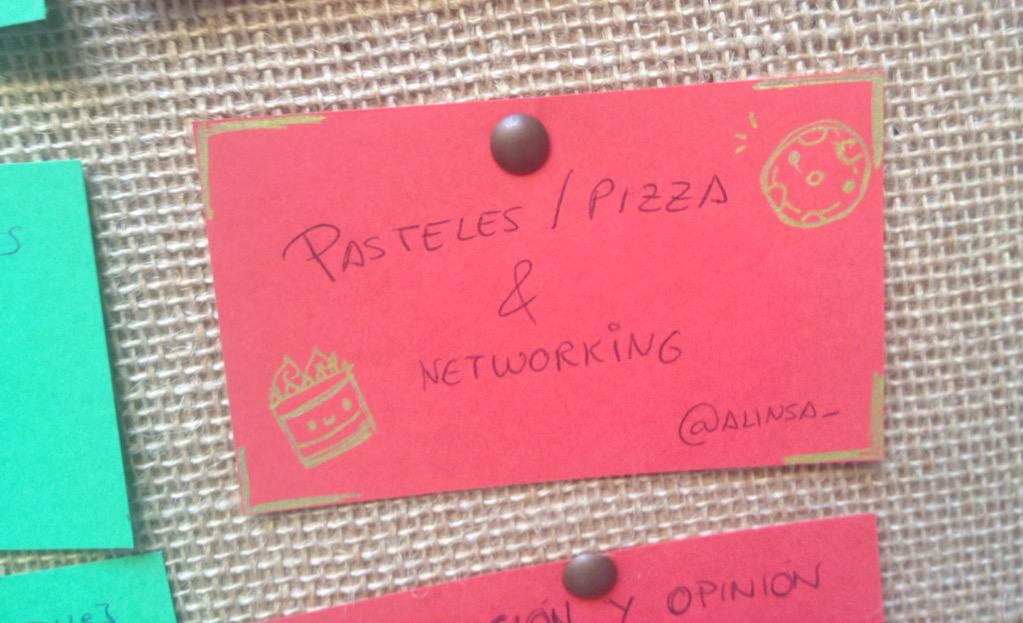 PASTELES / PIZZA
&
NETWORKING
@ALINSA_
Y OPINION